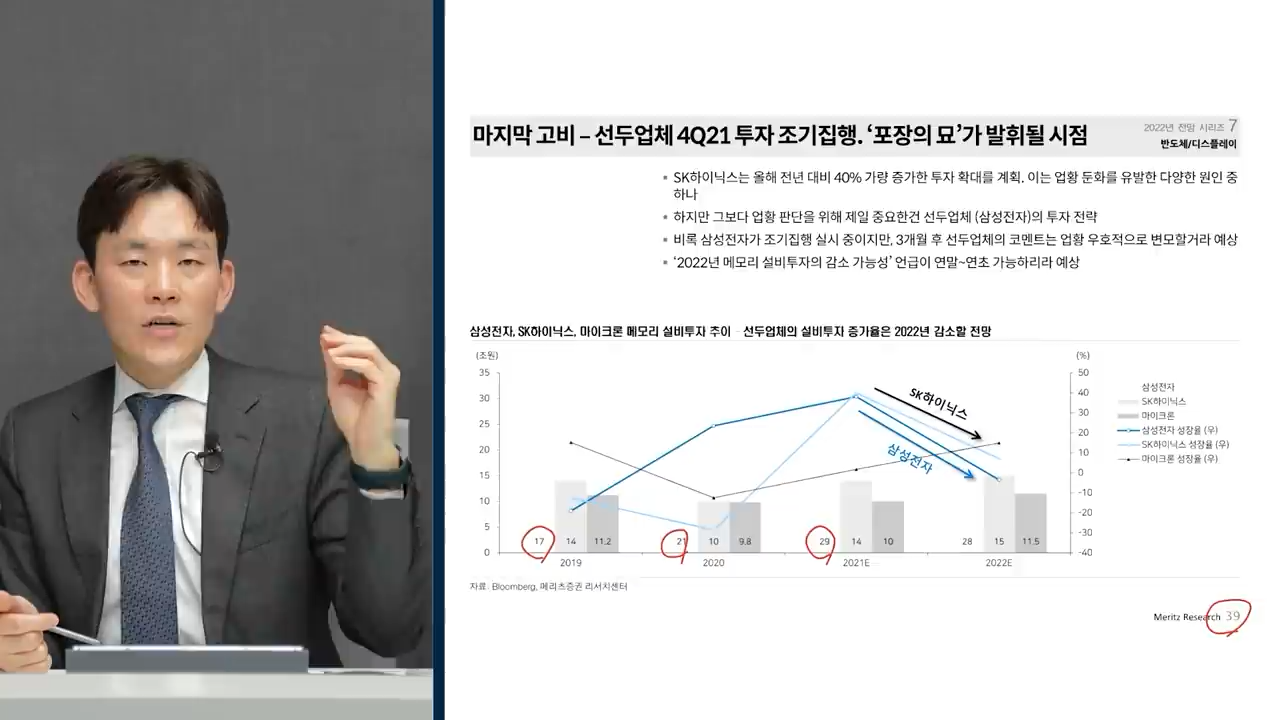 마지막 고비 – 선두업체 4Q21 투자 조기집행. ‘포장의 묘’가 발휘될 시점
2022년 전망 시리즈 7
반도체/디스플레이
▪ SK하이닉스는 올해 전년 대비 40% 가량 증가한 투자 확대를 계획. 이는 업황 둔화를 유발한 다양한 원인 중
하나
▪ 하지만 그보다 업황 판단을 위해 제일 중요한건 선두업체 (삼성전자)의 투자 전략
▪ 비록 삼성전자가 조기집행 실시 중이지만, 3개월 후 선두업체의 코멘트는 업황 우호적으로 변모할거라 예상
▪ ‘2022년 메모리 설비투자의 감소 가능성’ 언급이 연말~연초 가능하리라 예상
삼성전자, SK하이닉스, 마이크론 메모리 설비투자 추이 – 선두업체의 설비투자 증가율은 2022년 감소할 전망
(조원)
(%)
35
30
25
20
15
10
5
0
50
40
30
20
10
0
-10
-20
-30
-40
SK하이닉스
삼성전자
17 14 11.2
21 10 9.8
29 14 10
28 15 11.5
2019 2020 2021E 2022E
삼성전자
SK하이닉스
마이크론
삼성전자 성장율 (우)
SK하이닉스 성장율 (우)
마이크론 성장율 (우)
자료: Bloomberg, 메리츠증권 리서치센터
Meritz Research 39